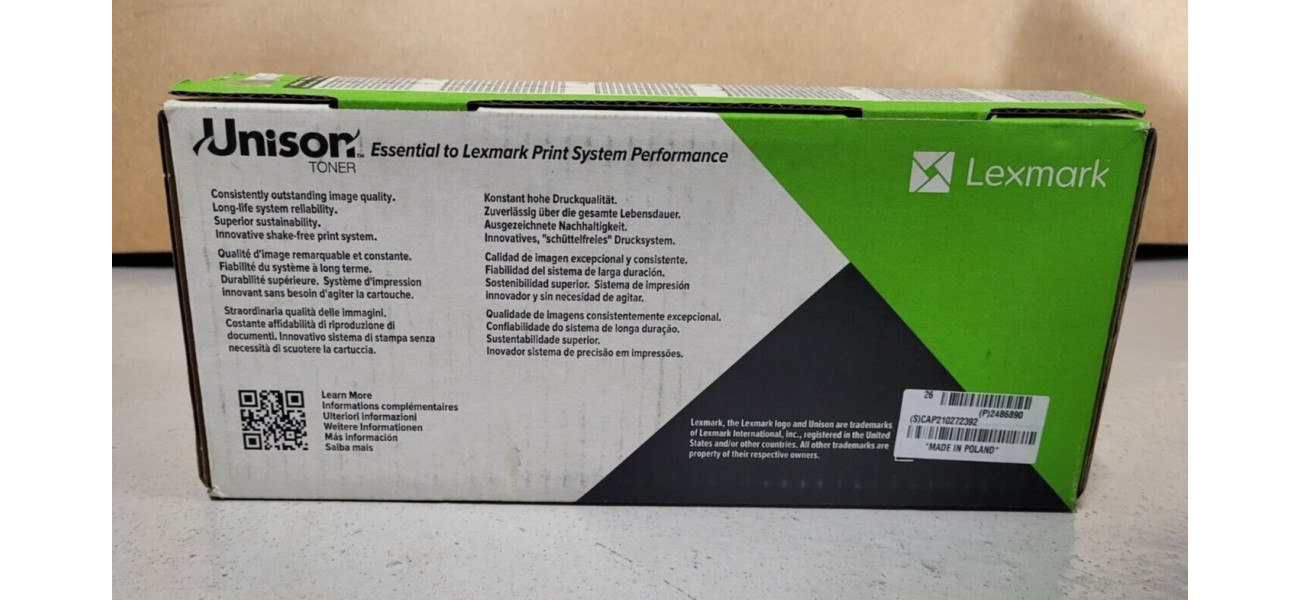 Unison™
TONER
Essential to Lexmark Print System Performance
Lexmark™
Consistently outstanding image quality.
Long-life system reliability.
Superior sustainability.
Innovative shake-free print system.
Qualité d'image remarquable et constante.
Fiabilité du système à long terme.
Durabilité supérieure. Système d'impression
innovant sans besoin d'agiter la cartouche.
Straordinaria qualità delle immagini.
Costante affidabilità di riproduzione di
documenti. Innovativo sistema di stampa senza
necessità di scuotere la cartuccia.
Konstant hohe Druckqualität.
Zuverlässig über die gesamte Lebensdauer.
Ausgezeichnete Nachhaltigkeit.
Innovatives, "schüttelfreies" Drucksystem.
Calidad de imagen excepcional y consistente.
Fiabilidad del sistema de larga duración.
Sostenibilidad superior. Sistema de impresión
innovador y sin necesidad de agitar.
Qualidade de imagens consistentemente excepcional.
Confiabilidade do sistema de longa duração.
Sustentabilidade superior.
Inovador sistema de precisão em impressões.
Learn More
Informations complémentaires
Ulteriori informazioni
Weitere Informationen
Más información
Saiba mais
Lexmark, the Lexmark logo and Unison are trademarks
of Lexmark International, Inc., registered in the United
States and/or other countries. All other trademarks are
property of their respective owners.
26
(P)2486890
(S)CAP210272392
"MADE IN POLAND"